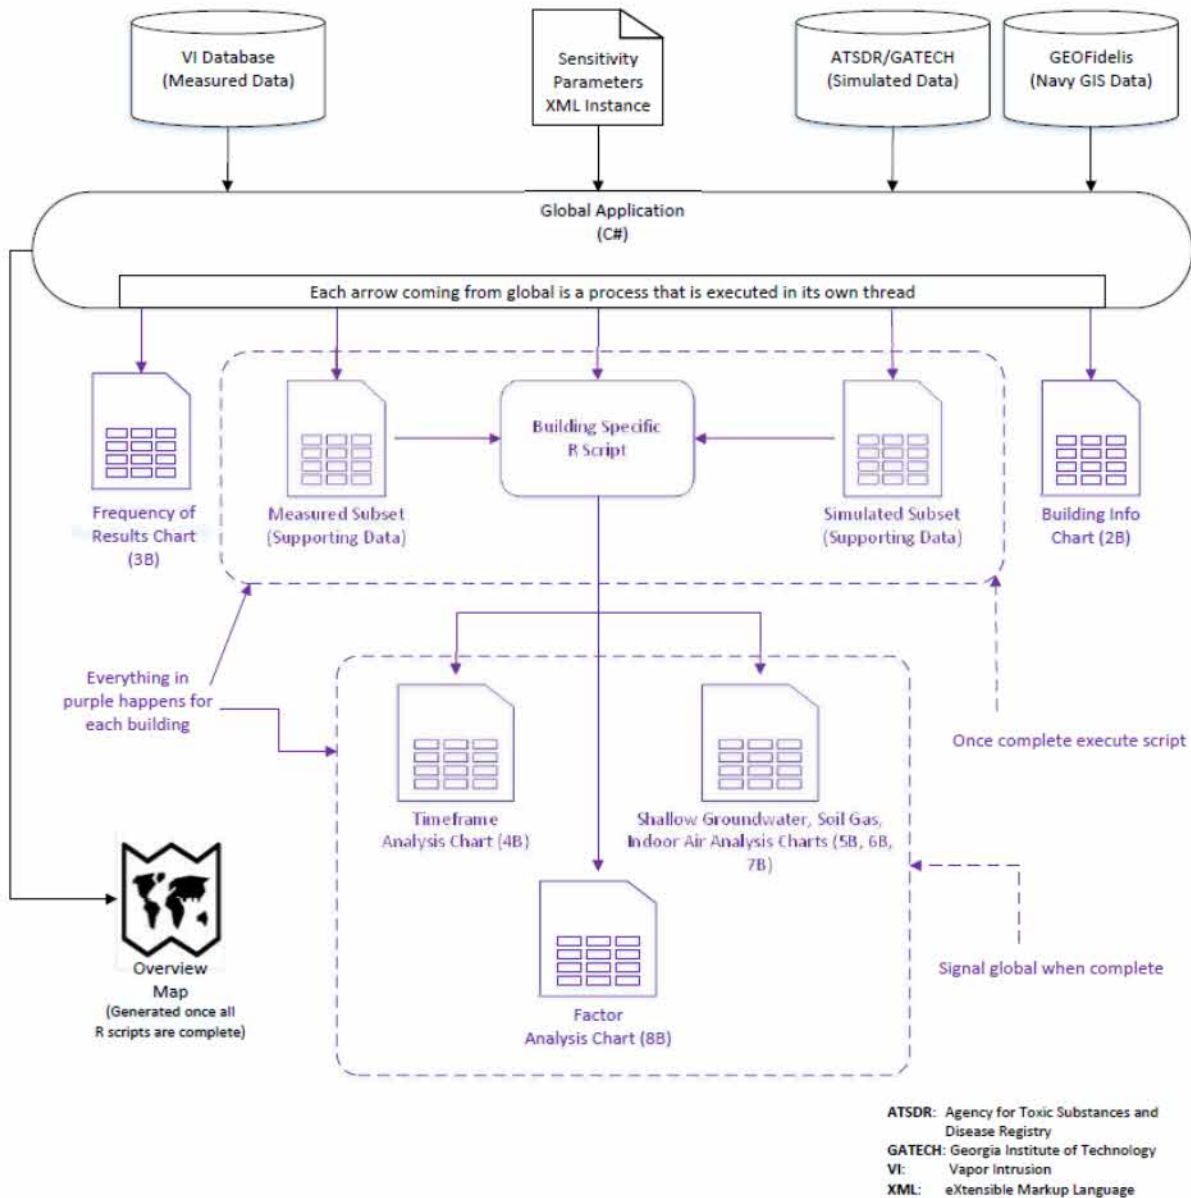 VI Database
(Measured Data)
Sensitivity
Parameters
XML Instance
ATSDR/GATECH
(Simulated Data)
GEOFidelis
(Navy GIS Data)
Global Application
(C#)
Each arrow coming from global is a process that is executed in its own thread
Frequency of
Results Chart
(3B)
Measured Subset
(Supporting Data)
Building Specific
R Script
Simulated Subset
(Supporting Data)
Building Info
Chart (2B)
Everything in
purple happens for
each building
Once complete execute script
Timeframe
Analysis Chart (4B)
Shallow Groundwater, Soil Gas,
Indoor Air Analysis Charts (5B, 6B,
7B)
Overview
Map
(Generated once all
R scripts are complete)
Factor
Analysis Chart (8B)
Signal global when complete
ATSDR: Agency for Toxic Substances and
Disease Registry
GATECH: Georgia Institute of Technology
VI: Vapor Intrusion
XML: eXtensible Markup Language